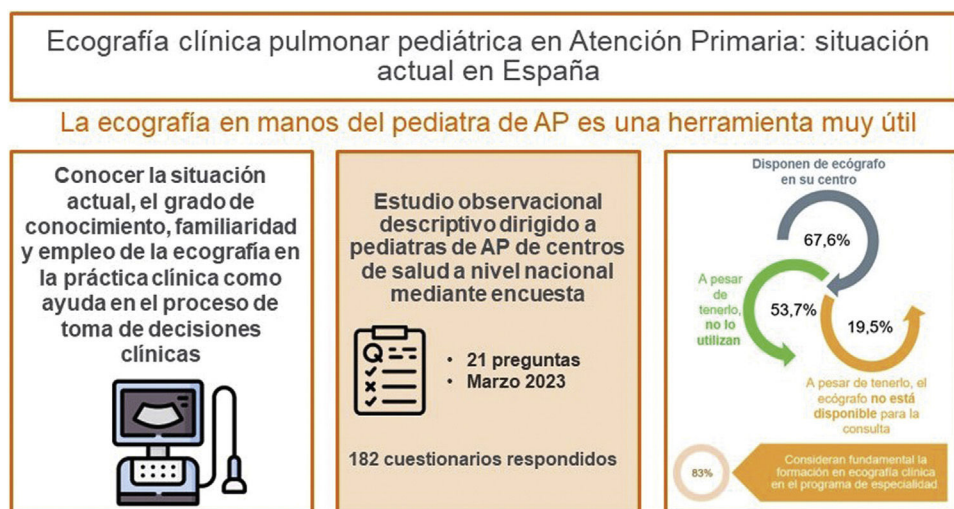 Ecografía clínica pulmonar pediátrica en Atención Primaria: situación
actual en España
La ecografía en manos del pediatra de AP es una herramienta muy útil
Conocer la situación
actual, el grado de
conocimiento, familiaridad
y empleo de la ecografía en
la práctica clínica como
ayuda en el proceso de
toma de decisiones
clínicas
Estudio observacional
descriptivo dirigido a
pediatras de AP de centros
de salud a nivel nacional
mediante encuesta
• 21 preguntas
• Marzo 2023
182 cuestionarios respondidos
Disponen de ecógrafo
en su centro
67,6%
A pesar
de
tenerlo,
no lo
utilizan
53,7%
19,5%
A pesar de tenerlo, el
ecógrafo no está
disponible para la
consulta
83%
Consideran fundamental la
formación en ecografía clínica
en el programa de especialidad